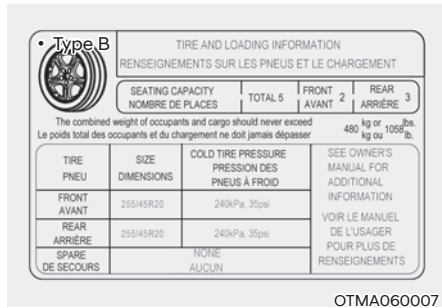 • Type B
TIRE AND LOADING INFORMATION
RENSEIGNEMENTS SUR LES PNEUS ET LE CHARGEMENT
SEATING CAPACITY
NOMBRE DE PLACES
TOTAL 5
FRONT
AVANT 2
REAR
ARRIÈRE 3
The combined weight of occupants and cargo should never exceed
Le poids total des occupants et du chargement ne doit jamais dépasser
480 kg or 1058 lbs.
kg ou lb.
TIRE
PNEU
SIZE
DIMENSIONS
COLD TIRE PRESSURE
PRESSION DES
PNEUS À FROID
SEE OWNER'S
MANUAL FOR
ADDITIONAL
INFORMATION
VOIR LE MANUEL
DE L'USAGER
POUR PLUS DE
RENSEIGNEMENTS
FRONT
AVANT
255/45R20
240kPa, 35psi
REAR
ARRIÈRE
255/45R20
240kPa, 35psi
SPARE
DE SECOURS
NONE
AUCUN
OTMA060007